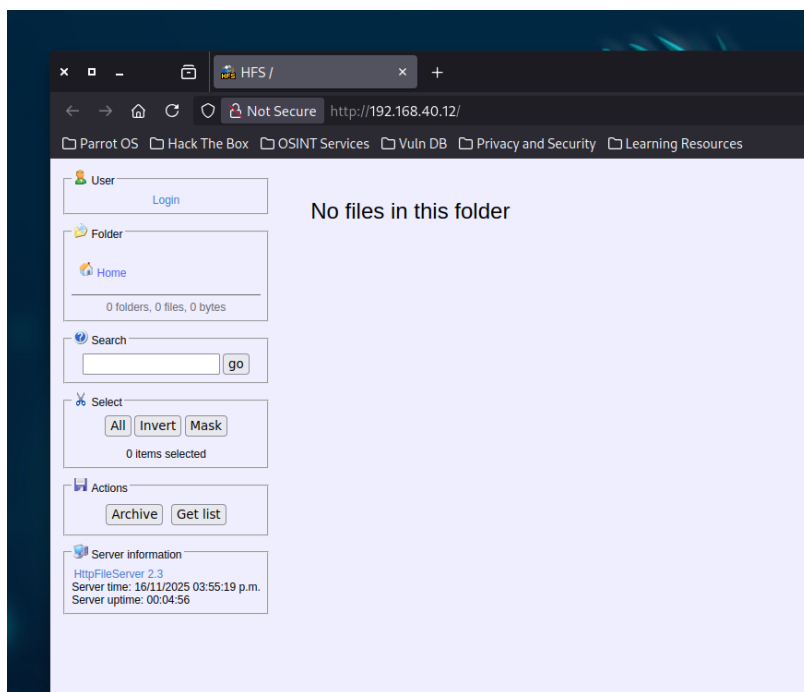 HFS /
Not Secure http://192.168.40.12/
Parrot OS Hack The Box OSINT Services Vuln DB Privacy and Security Learning Resources
User
Login
Folder
Home
0 folders, 0 files, 0 bytes
Search
go
Select
All Invert Mask
0 items selected
Actions
Archive Get list
Server information
HttpFileServer 2.3
Server time: 16/11/2025 03:55:19 p.m.
Server uptime: 00:04:56
No files in this folder